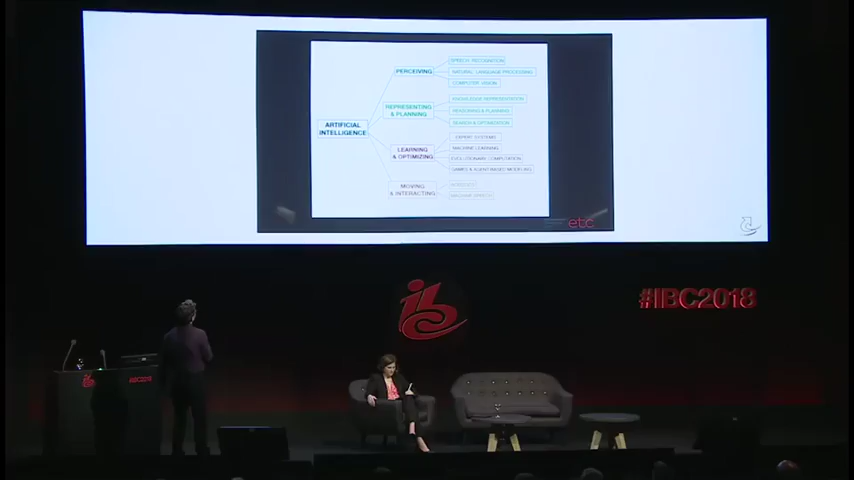 SPEECH RECOGNITION
PERCEIVING
NATURAL LANGUAGE PROCESSING
COMPUTER VISION
KNOWLEDGE REPRESENTATION
REPRESENTING
& PLANNING
REASONING & PLANNING
SEARCH & OPTIMIZATION
ARTIFICIAL
INTELLIGENCE
EXPERT SYSTEMS
LEARNING
& OPTIMIZING
MACHINE LEARNING
EVOLUTIONARY COMPUTATION
GAMES & AGENT-BASED MODELING
MOVING
& INTERACTING
ROBOTICS
etc
ibc
#IBC2018
#IBC2018